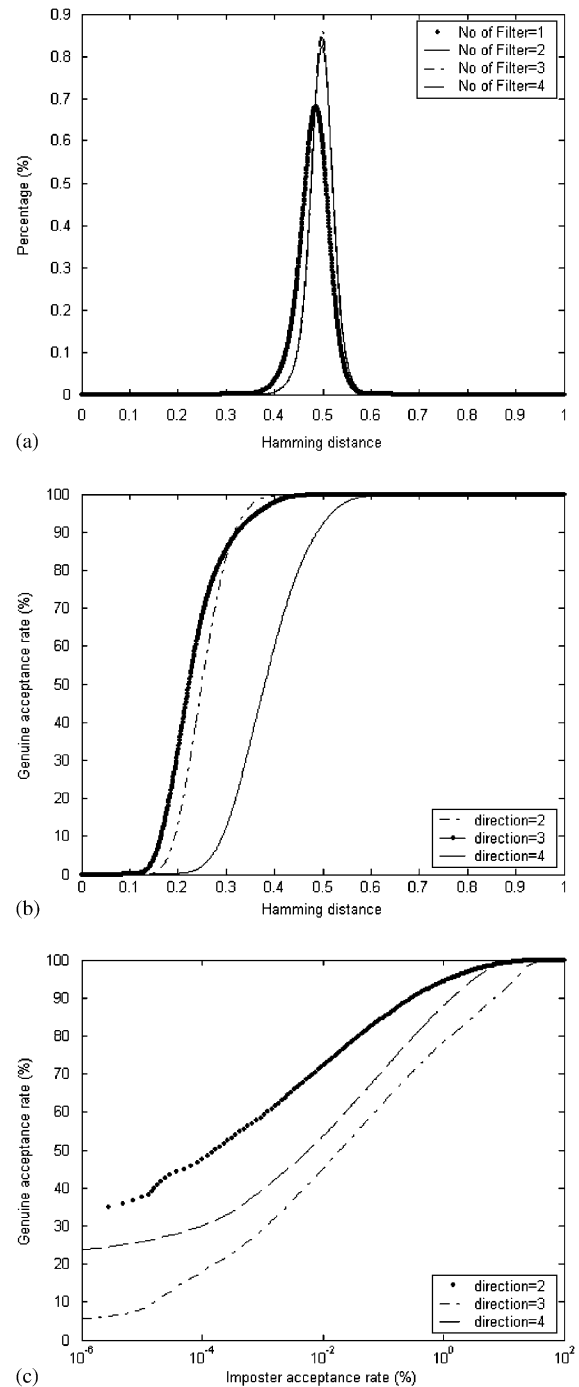 0.9
0.8
0.7
0.6
0.5
0.4
0.3
0.2
0.1
0
Percentage (%)
No of Filter=1
No of Filter=2
No of Filter=3
No of Filter=4
0 0.1 0.2 0.3 0.4 0.5 0.6 0.7 0.8 0.9 1
Hamming distance
(a)
100
90
80
70
60
50
40
30
20
10
0
Genuine acceptance rate (%)
direction=2
direction=3
direction=4
0 0.1 0.2 0.3 0.4 0.5 0.6 0.7 0.8 0.9 1
Hamming distance
(b)
100
90
80
70
60
50
40
30
20
10
0
Genuine acceptance rate (%)
direction=2
direction=3
direction=4
10-6 10-4 10-2 100 102
Imposter acceptance rate (%)
(c)